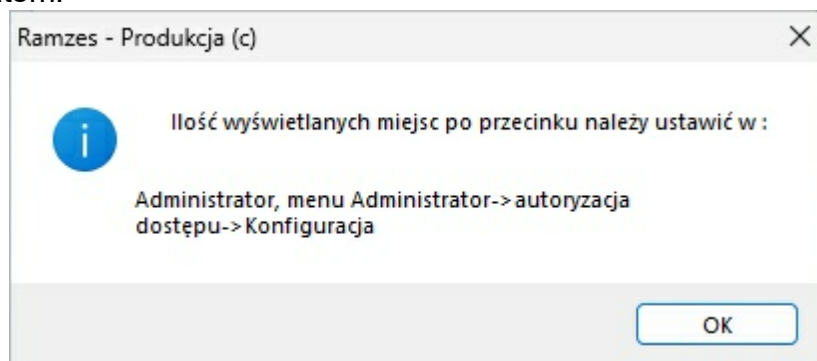 Ramzes - Produkcja (c)
Ilość wyświetlanych miejsc po przecinku należy ustawić w :
Administrator, menu Administrator->autoryzacja
dostępu->Konfiguracja
OK